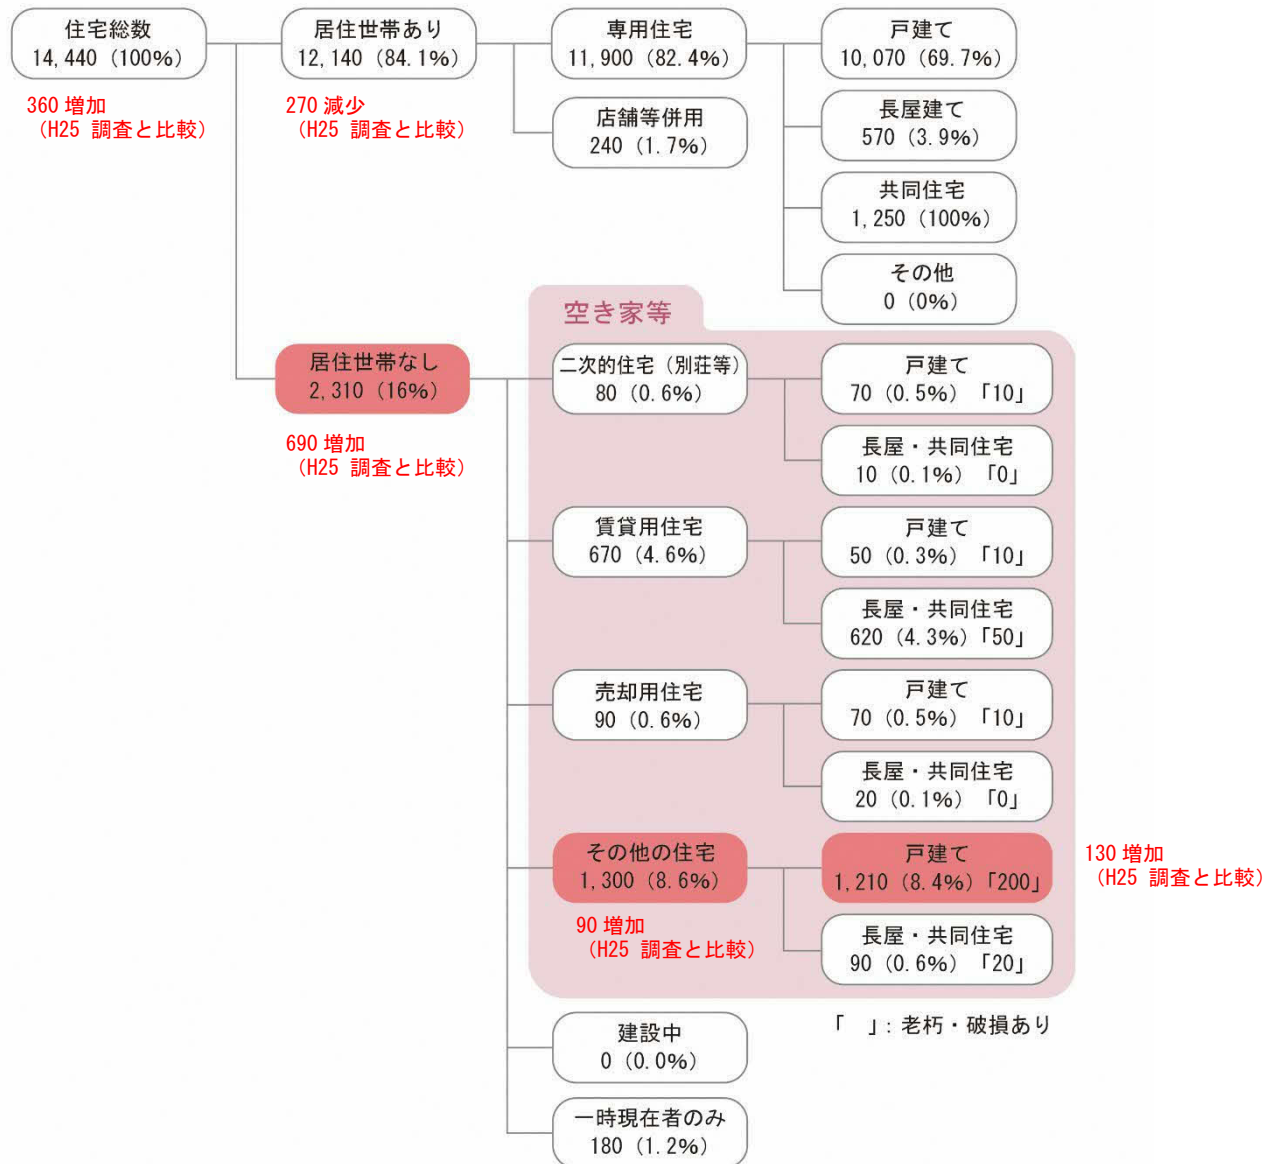 住宅総数
14,440（100%）
360 増加
（H25 調査と比較）
居住世帯あり
12,140（84.1%）
270 減少
（H25 調査と比較）
専用住宅
11,900（82.4%）
店舗等併用
240（1.7%）
戸建て
10,070（69.7%）
長屋建て
570（3.9%）
共同住宅
1,250（100%）
その他
0（0%）
居住世帯なし
2,310（16%）
690 増加
（H25 調査と比較）
空き家等
二次的住宅（別荘等）
80（0.6%）
戸建て
70（0.5%）「10」
長屋・共同住宅
10（0.1%）「0」
賃貸用住宅
670（4.6%）
戸建て
50（0.3%）「10」
長屋・共同住宅
620（4.3%）「50」
売却用住宅
90（0.6%）
戸建て
70（0.5%）「10」
長屋・共同住宅
20（0.1%）「0」
その他の住宅
1,300（8.6%）
90 増加
（H25 調査と比較）
戸建て
1,210（8.4%）「200」
130 増加
（H25 調査と比較）
長屋・共同住宅
90（0.6%）「20」
「　」：老朽・破損あり
建設中
0（0.0%）
一時現在者のみ
180（1.2%）